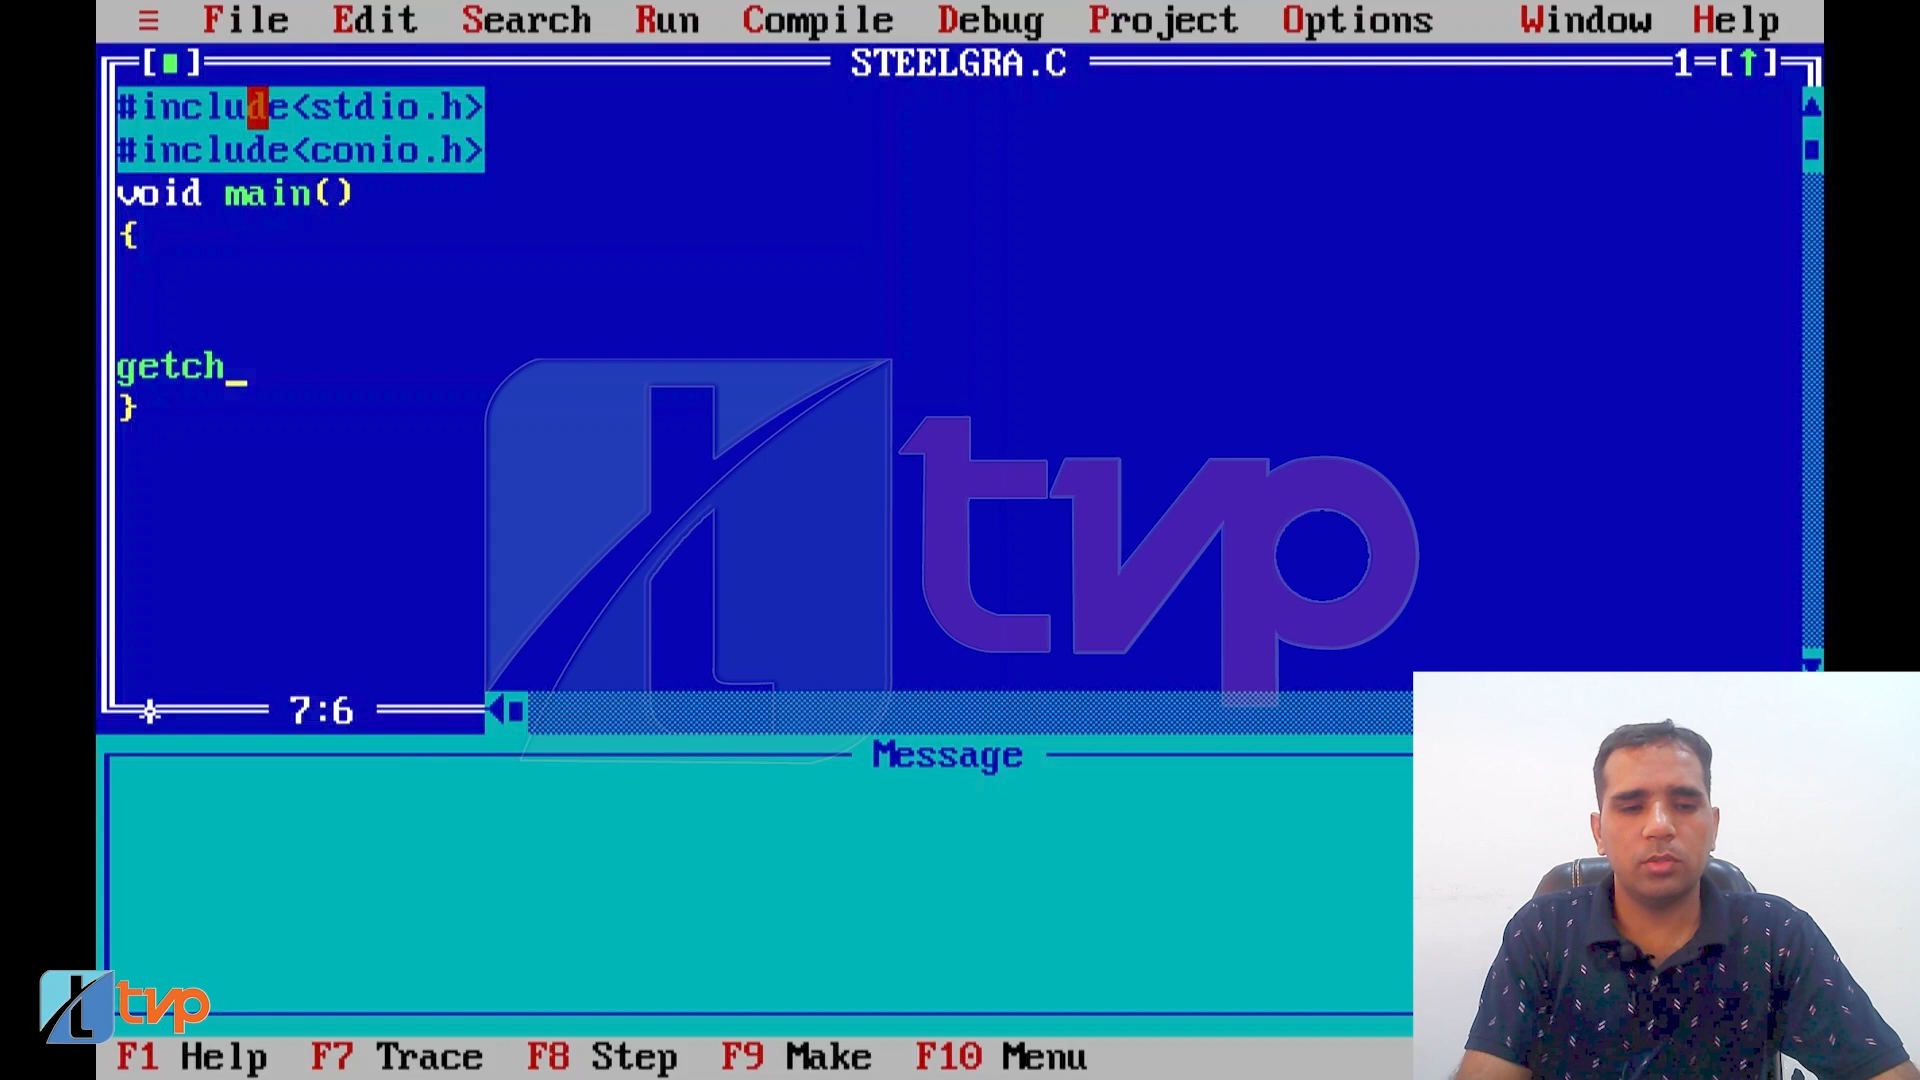 ≡ File Edit Search Run Compile Debug Project Options Window Help
[■] STEELGRA.C 1=[↑]
#include<stdio.h>
#include<conio.h>
void main()
{
getch_
}
tvp
7:6
Message
tvp
F1 Help F7 Trace F8 Step F9 Make F10 Menu